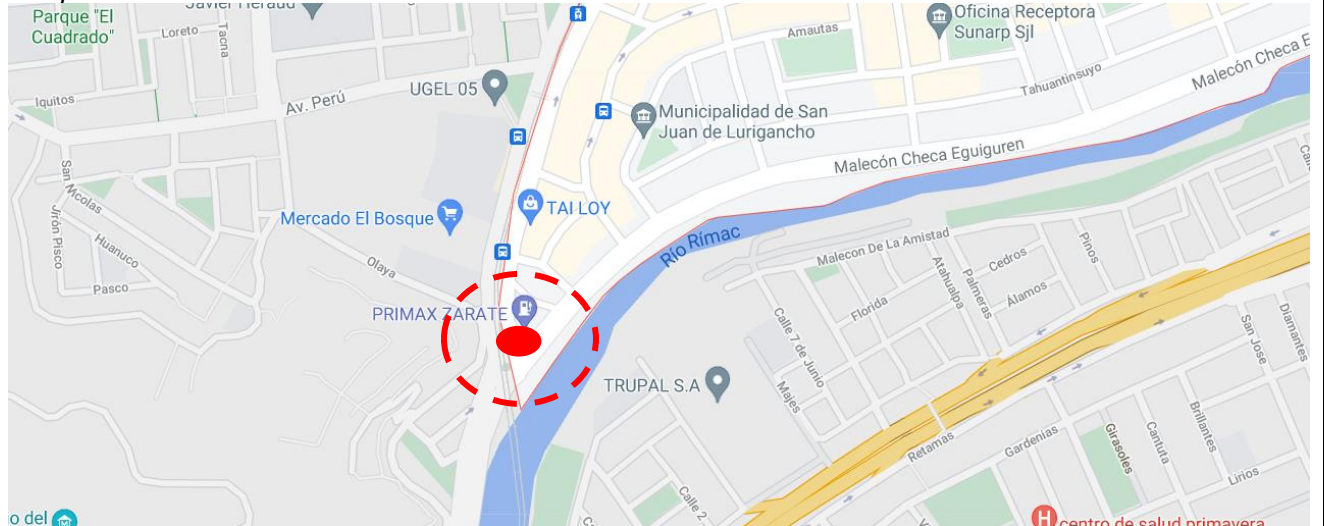 Parque "El
Cuadrado"
Loreto
Tacna
Iquitos
Av. Perú
UGEL 05
Amautas
Oficina Receptora
Sunarp Sjl
Tahuantinsuyo
Malecón Checa E
Municipalidad de San
Juan de Lurigancho
Malecón Checa Eguiguren
San Nicolas
Jirón Pisco
Huanuco
Pasco
Mercado El Bosque
TAI LOY
Olaya
Río Rímac
Malecon De La Amistad
Atahualpa
Palmeras
Cedros
Pinos
Álamos
Florida
PRIMAX ZARATE
Calle 7 de Junio
Majes
TRUPAL S.A
San Jose
Diamantes
Retamas
Gardenias
Girasoles
Cantuta
Brillantes
Lirios
Calle 2
o del
H
centro de salud primavera